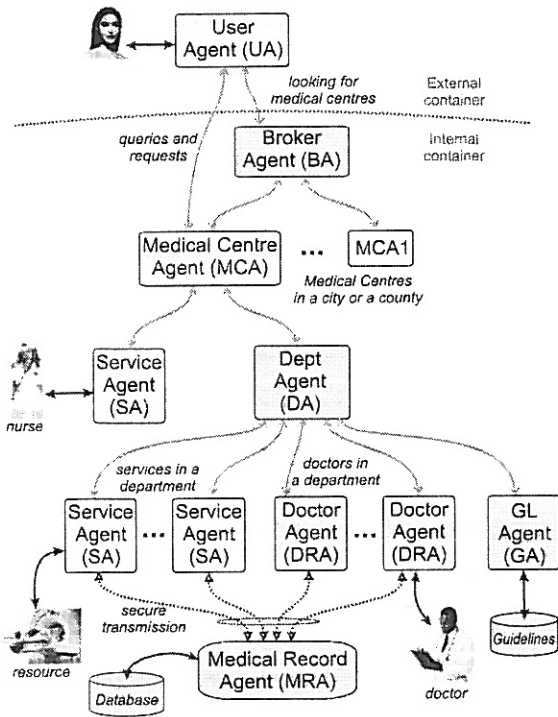 User
Agent (UA)
looking for
medical centres
External
container
queries and
requests
Broker
Agent (BA)
Internal
container
Medical Centre
Agent (MCA)
...
MCA1
Medical Centres
in a city or a county
Service
Agent
(SA)
Dept
Agent
(DA)
nurse
services in a
department
doctors in
a department
Service
Agent
(SA)
...
Service
Agent
(SA)
Doctor
Agent
(DRA)
...
Doctor
Agent
(DRA)
GL
Agent
(GA)
secure
transmission
resource
Medical Record
Agent (MRA)
Database
doctor
Guidelines